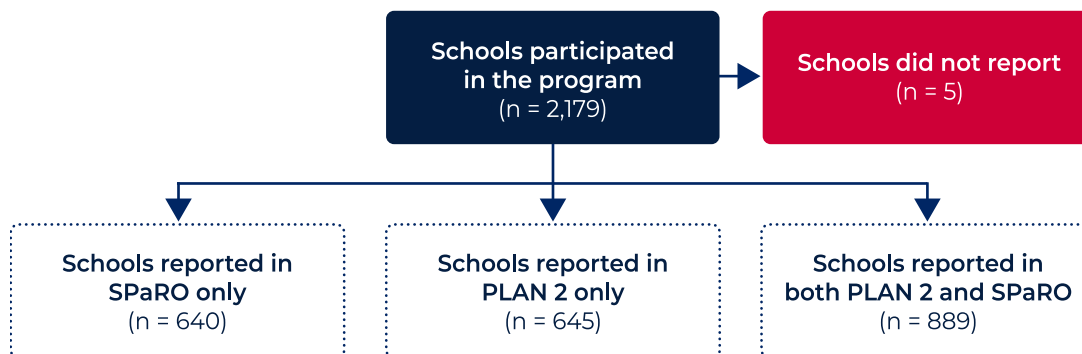 Schools participated
in the program
(n = 2,179)
Schools did not report
(n = 5)
Schools reported in
SPaRO only
(n = 640)
Schools reported in
PLAN 2 only
(n = 645)
Schools reported in
both PLAN 2 and SPaRO
(n = 889)